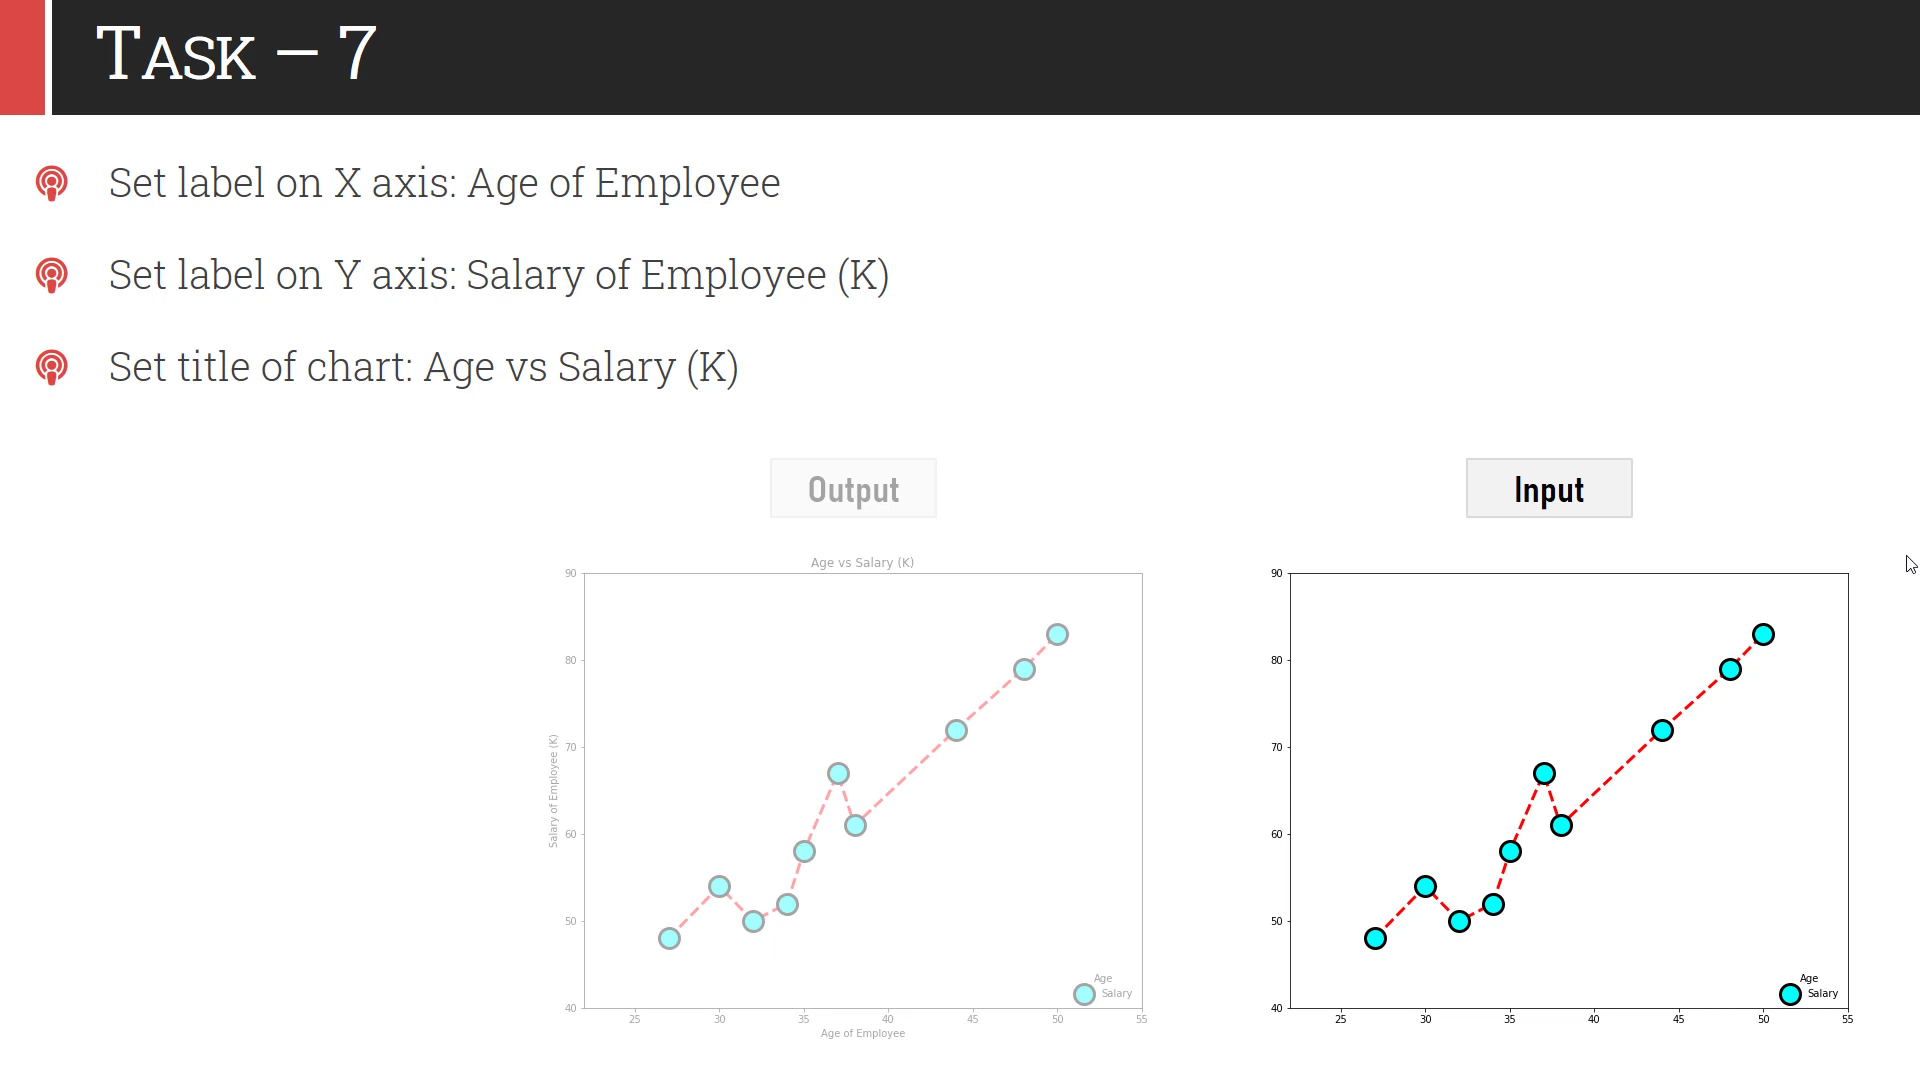 TASK – 7
Set label on X axis: Age of Employee
Set label on Y axis: Salary of Employee (K)
Set title of chart: Age vs Salary (K)
Output
Input
Age vs Salary (K)
90
80
70
60
50
40
Salary of Employee (K)
Age
Salary
25 30 35 40 45 50 55
Age of Employee
90
80
70
60
50
40
Age
Salary
25 30 35 40 45 50 55